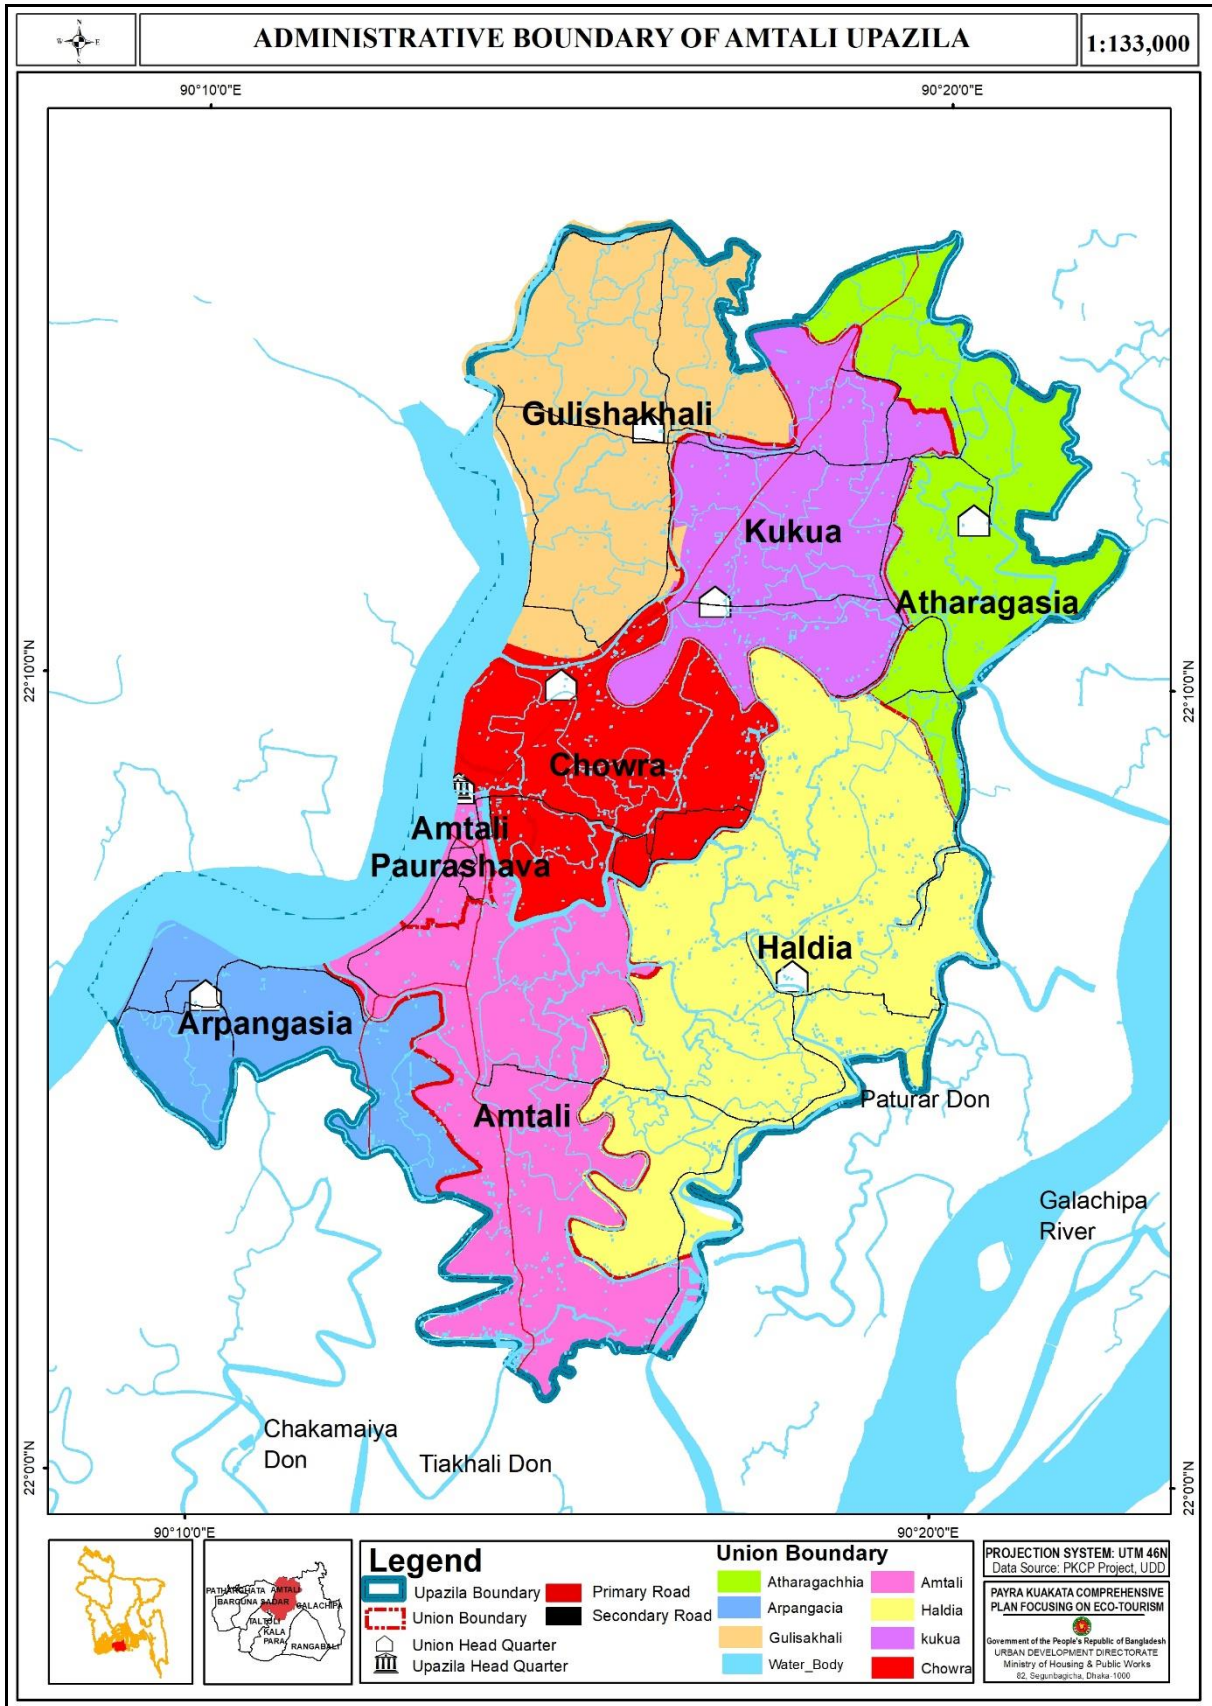 N
W E
S
ADMINISTRATIVE BOUNDARY OF AMTALI UPAZILA
1:133,000
90°10'0"E
90°20'0"E
Gulishakhali
Kukua
Atharagasia
22°10'0"N
22°10'0"N
Chowra
Amtali
Paurashava
Haldia
Arpangasia
Amtali
Paturar Don
Galachipa
River
Chakamaiya
Don
Tiakhali Don
22°0'0"N
22°0'0"N
90°10'0"E
90°20'0"E
PATHARGHATA
AMTALI
BARGUNA SADAR
GALACHIPA
TALTOLI
KALA
PARA
RANGABALI
Legend
Upazila Boundary
Primary Road
Union Boundary
Secondary Road
Union Head Quarter
Upazila Head Quarter
Union Boundary
Atharagachhia
Amtali
Arpangacia
Haldia
Gulisakhali
kukua
Water_Body
Chowra
PROJECTION SYSTEM: UTM 46N
Data Source: PKCP Project, UDD
PAYRA KUAKATA COMPREHENSIVE
PLAN FOCUSING ON ECO-TOURISM
Government of the People's Republic of Bangladesh
URBAN DEVELOPMENT DIRECTORATE
Ministry of Housing & Public Works
82, Segunbagicha, Dhaka-1000